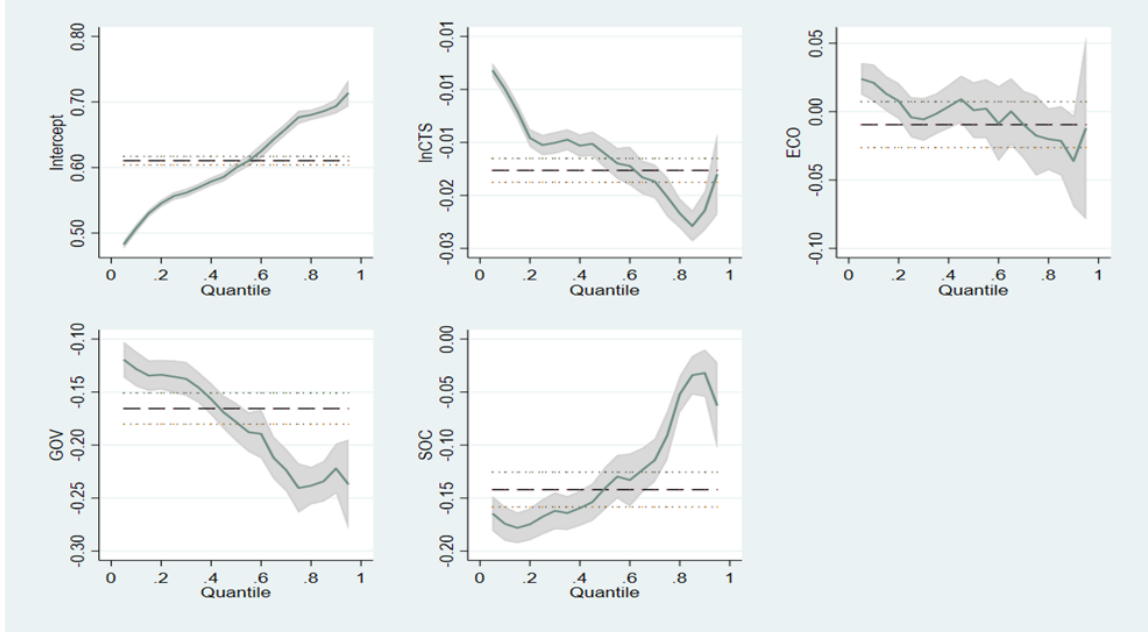 Intercept
0.80
0.70
0.60
0.50
0 .2 .4 .6 .8 1
Quantile
lnCTS
-0.01
-0.01
-0.01
-0.02
-0.03
0 .2 .4 .6 .8 1
Quantile
ECO
0.05
0.00
-0.05
-0.10
0 .2 .4 .6 .8 1
Quantile
GOV
-0.10
-0.15
-0.20
-0.25
-0.30
0 .2 .4 .6 .8 1
Quantile
SOC
0.00
-0.05
-0.10
-0.15
-0.20
0 .2 .4 .6 .8 1
Quantile